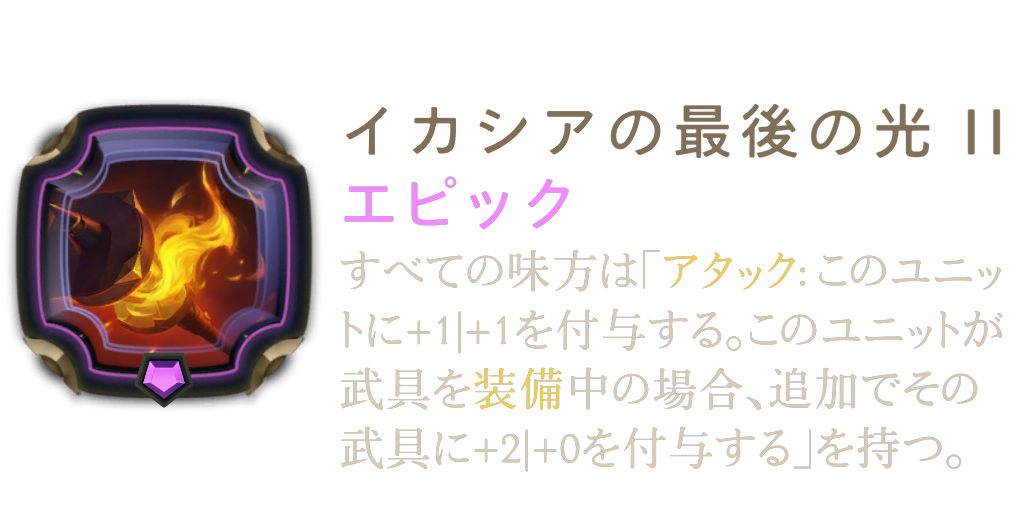 イカシアの最後の光 II
エピック
すべての味方は「アタック: このユニッ
トに+1|+1を付与する。このユニットが
武具を装備中の場合、追加でその
武具に+2|+0を付与する」を持つ。